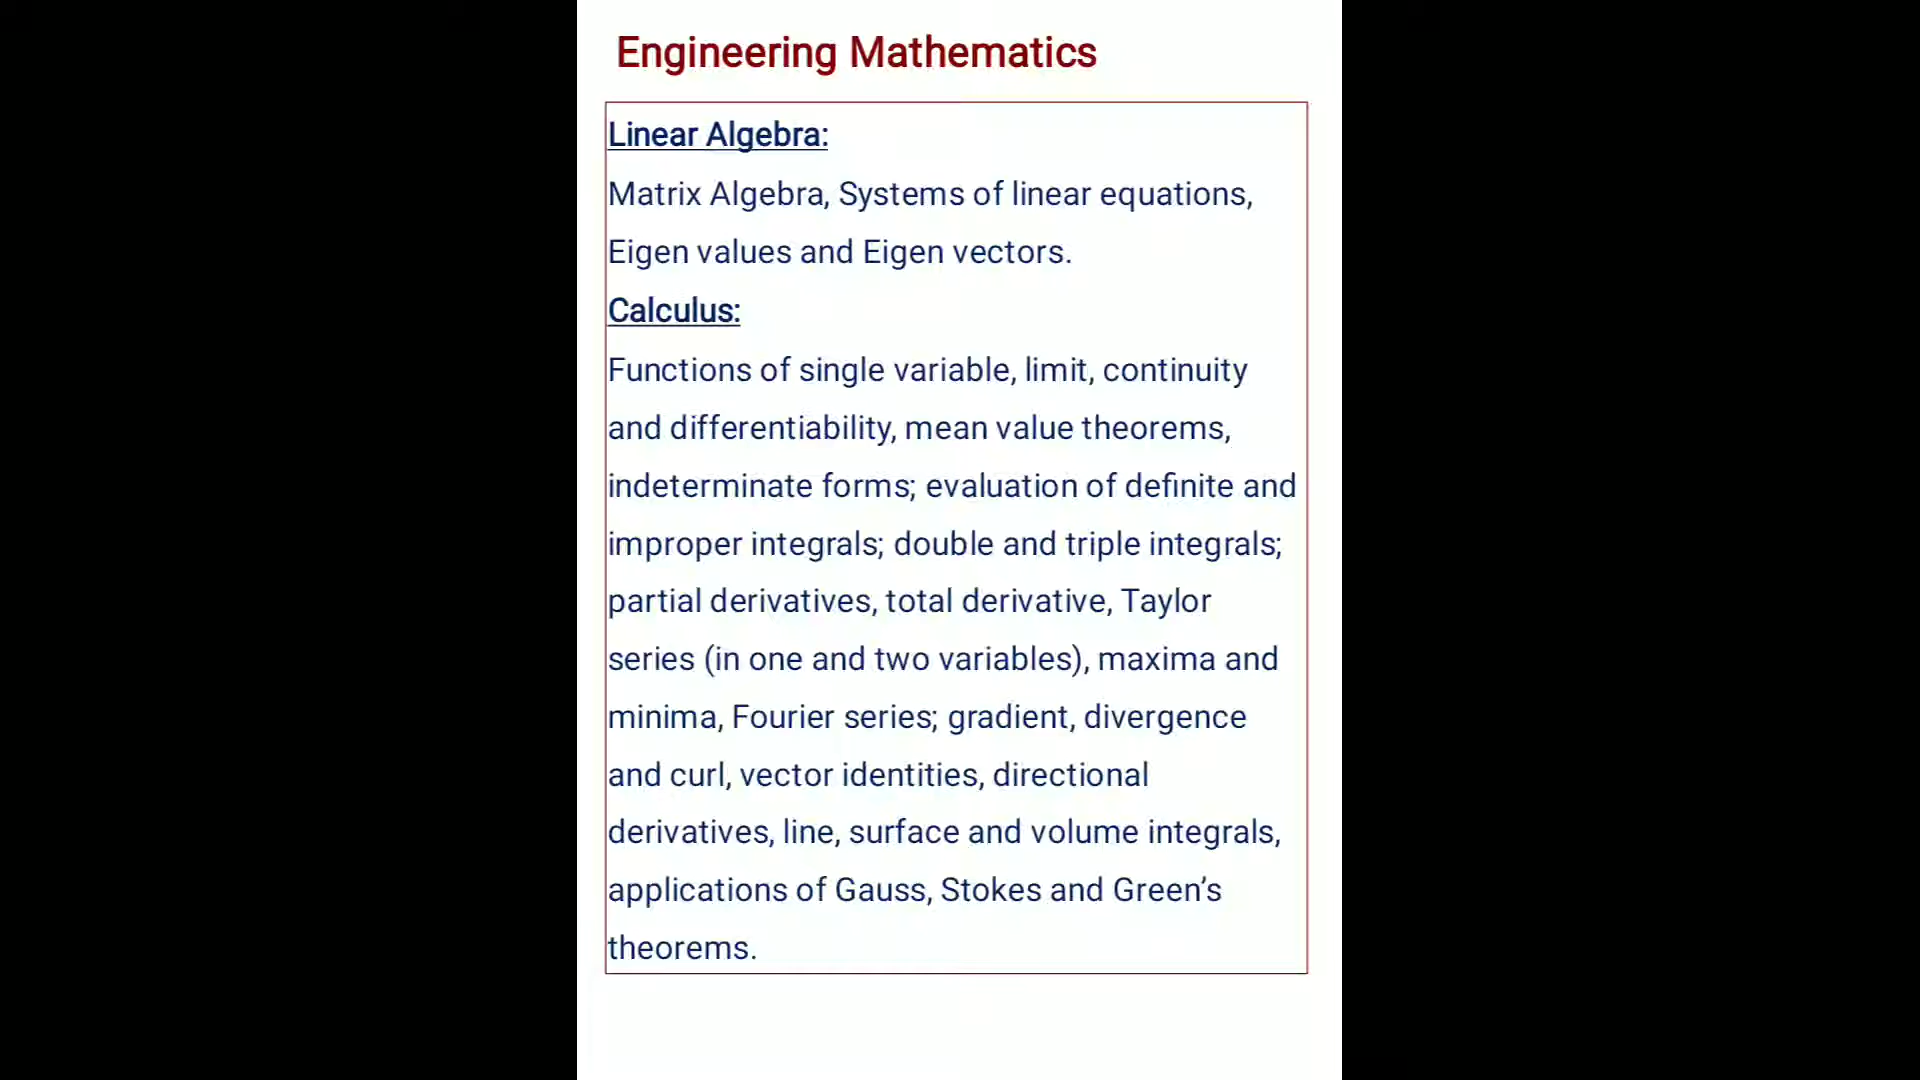 Engineering Mathematics
Linear Algebra:
Matrix Algebra, Systems of linear equations,
Eigen values and Eigen vectors.
Calculus:
Functions of single variable, limit, continuity
and differentiability, mean value theorems,
indeterminate forms; evaluation of definite and
improper integrals; double and triple integrals;
partial derivatives, total derivative, Taylor
series (in one and two variables), maxima and
minima, Fourier series; gradient, divergence
and curl, vector identities, directional
derivatives, line, surface and volume integrals,
applications of Gauss, Stokes and Green’s
theorems.